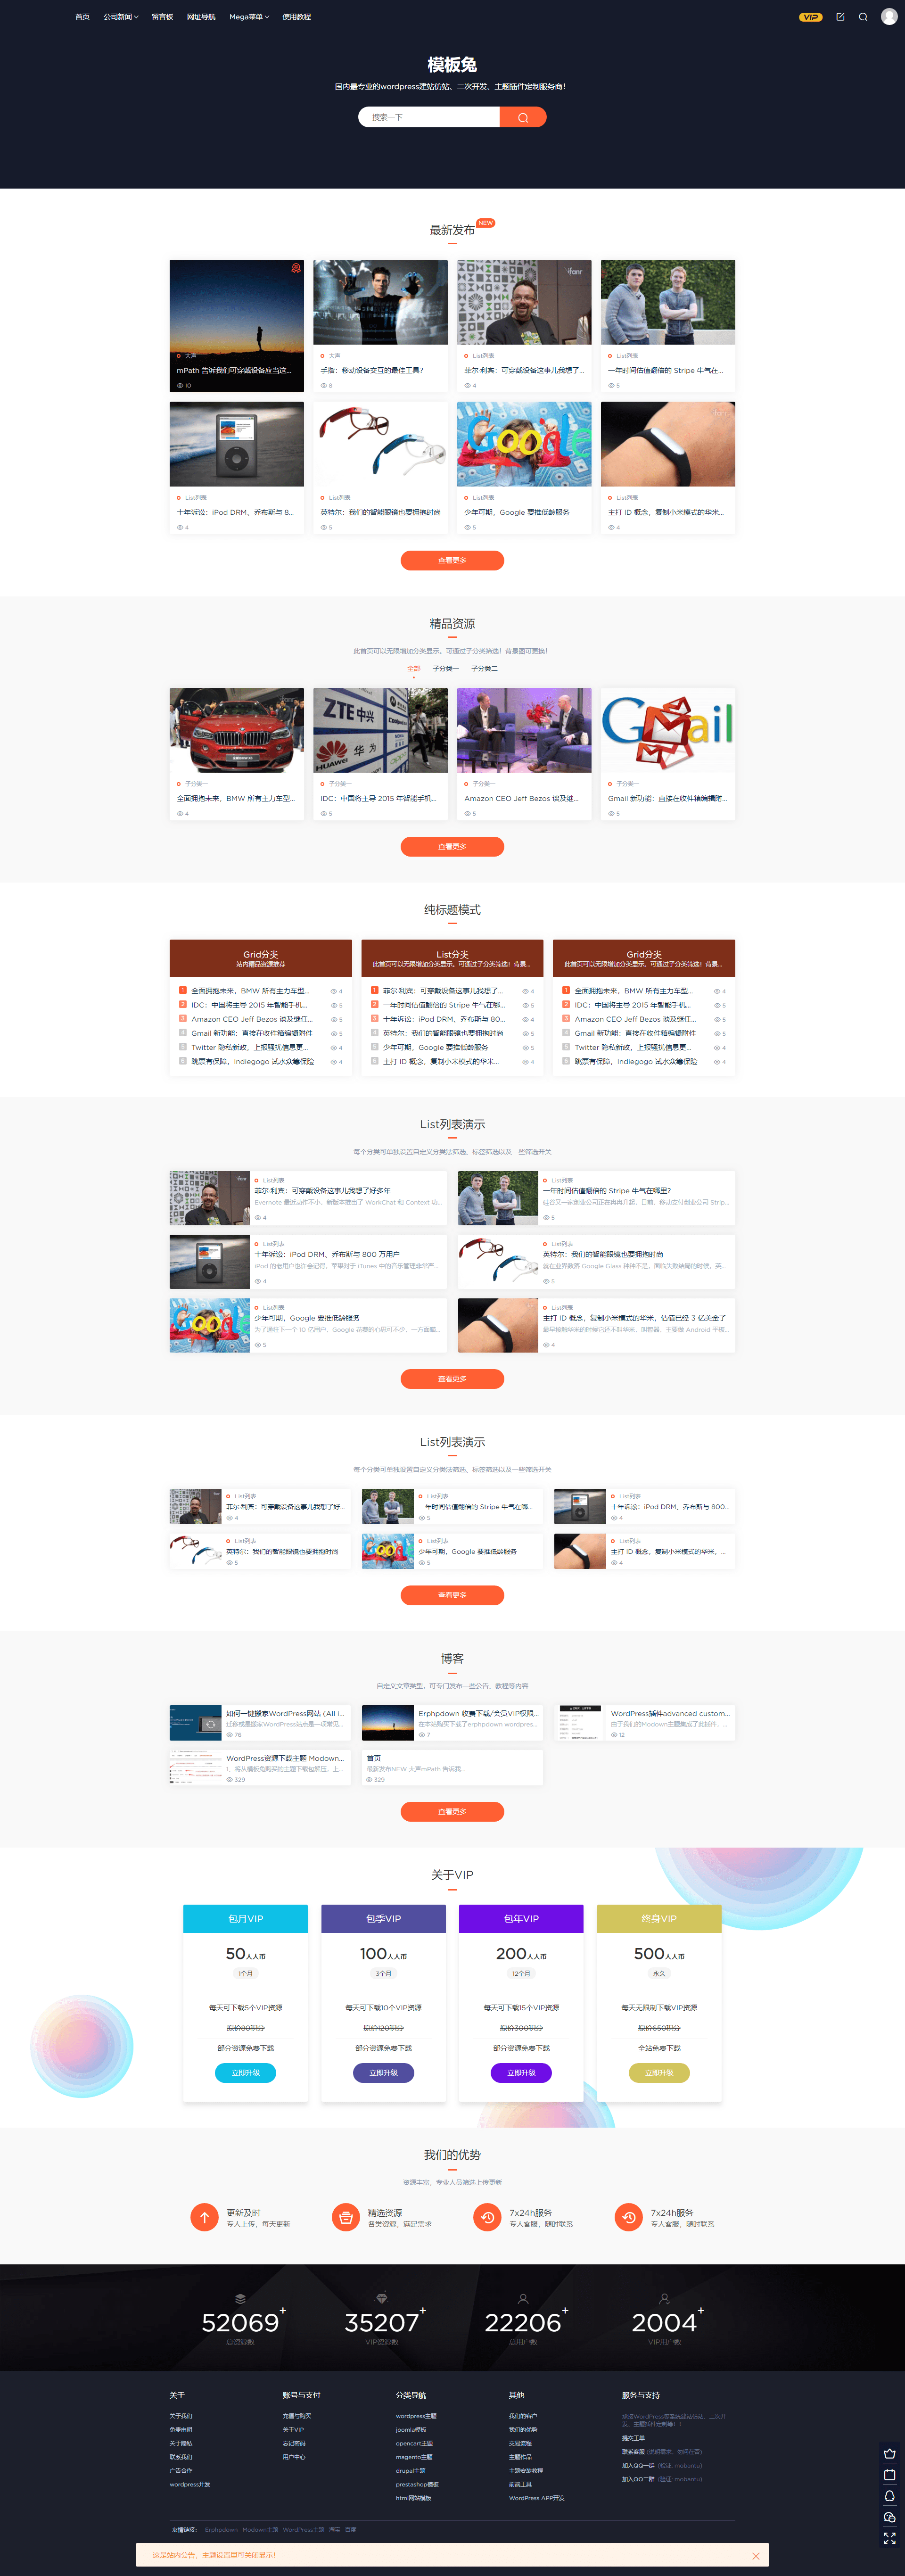 首页
公司新闻
留言板
网址导航
Mega菜单
使用教程
VIP
模板兔
国内最专业的wordpress建站仿站、二次开发、主题插件定制服务商！
搜索一下
最新发布
NEW
大声
mPath 告诉我们可穿戴设备应当这...
10
大声
手指：移动设备交互的最佳工具?
8
ifanr
List列表
菲尔·利宾：可穿戴设备这事儿我想了...
4
List列表
一年时间估值翻倍的 Stripe 牛气在...
5
List列表
十年诉讼：iPod DRM、乔布斯与 8...
4
List列表
英特尔：我们的智能眼镜也要拥抱时尚
5
Google
List列表
少年可期，Google 要推低龄服务
5
List列表
主打 ID 概念，复制小米模式的华米...
4
查看更多
精品资源
此首页可以无限增加分类显示。可通过子分类筛选！背景图可更换！
全部
子分类一
子分类二
子分类一
全面拥抱未来，BMW 所有主力车型...
4
ZTE中兴
HUAWEI
华为
子分类一
IDC：中国将主导 2015 年智能手机...
5
子分类一
Amazon CEO Jeff Bezos 谈及继...
5
Gmail
子分类一
Gmail 新功能：直接在收件箱编辑附...
5
查看更多
纯标题模式
Grid分类
站内精品资源推荐
1 全面拥抱未来，BMW 所有主力车型... 4
2 IDC：中国将主导 2015 年智能手机... 5
3 Amazon CEO Jeff Bezos 谈及继任... 5
4 Gmail 新功能：直接在收件箱编辑附件 5
5 Twitter 隐私新政，上报骚扰信息更... 4
6 跳票有保障，Indiegogo 试水众筹保险 4
List分类
此首页可以无限增加分类显示。可通过子分类筛选！背景...
1 菲尔·利宾：可穿戴设备这事儿我想了... 4
2 一年时间估值翻倍的 Stripe 牛气在哪... 5
3 十年诉讼：iPod DRM、乔布斯与 80... 4
4 英特尔：我们的智能眼镜也要拥抱时尚 5
5 少年可期，Google 要推低龄服务 5
6 主打 ID 概念，复制小米模式的华米... 4
Grid分类
此首页可以无限增加分类显示。可通过子分类筛选！背景...
1 全面拥抱未来，BMW 所有主力车型... 4
2 IDC：中国将主导 2015 年智能手机... 5
3 Amazon CEO Jeff Bezos 谈及继任... 5
4 Gmail 新功能：直接在收件箱编辑附件 5
5 Twitter 隐私新政，上报骚扰信息更... 4
6 跳票有保障，Indiegogo 试水众筹保险 4
List列表演示
每个分类可单独设置自定义分类法筛选、标签筛选以及一些筛选开关
List列表
菲尔·利宾：可穿戴设备这事儿我想了好多年
Evernote 最近动作不小，新版本推出了 WorkChat 和 Context 功...
4
List列表
一年时间估值翻倍的 Stripe 牛气在哪里?
硅谷又一家创业公司正在冉冉升起。日前，移动支付创业公司 Strip...
5
List列表
十年诉讼：iPod DRM、乔布斯与 800 万用户
iPod 的老用户也许会记得，苹果对于 iTunes 中的音乐管理非常严...
4
List列表
英特尔：我们的智能眼镜也要拥抱时尚
就在业界数落 Google Glass 种种不是、面临失败结局的时候，英...
5
List列表
少年可期，Google 要推低龄服务
为了通往下一个 10 亿用户，Google 花费的心思可不少，一方面瞄...
5
List列表
主打 ID 概念，复制小米模式的华米，估值已经 3 亿美金了
最早接触华米的时候它还不叫华米，叫智器，主要做 Android 平板...
4
查看更多
List列表演示
每个分类可单独设置自定义分类法筛选、标签筛选以及一些筛选开关
List列表
菲尔·利宾：可穿戴设备这事儿我想了好...
4
List列表
一年时间估值翻倍的 Stripe 牛气在哪...
5
List列表
十年诉讼：iPod DRM、乔布斯与 800...
4
List列表
英特尔：我们的智能眼镜也要拥抱时尚
5
List列表
少年可期，Google 要推低龄服务
5
List列表
主打 ID 概念，复制小米模式的华米，...
4
查看更多
博客
自定义文章类型，可专门发布一些公告、教程等内容
如何一键搬家WordPress网站 (All i...
迁移或是搬家WordPress站点是一项常见...
76
Erphpdown 收费下载/会员VIP权限...
在本站购买下载了erphpdown wordpres...
7
WordPress插件advanced custom...
由于我们的Modown主题集成了此插件，...
12
WordPress资源下载主题 Modown...
1、将从模板兔购买的主题下载包解压，上...
329
首页
最新发布NEW 大声mPath 告诉我...
329
查看更多
关于VIP
包月VIP
50人人币
1个月
每天可下载5个VIP资源
原价80积分
部分资源免费下载
立即升级
包季VIP
100人人币
3个月
每天可下载10个VIP资源
原价120积分
部分资源免费下载
立即升级
包年VIP
200人人币
12个月
每天可下载15个VIP资源
原价300积分
部分资源免费下载
立即升级
终身VIP
500人人币
永久
每天无限制下载VIP资源
原价650积分
全站免费下载
立即升级
我们的优势
资源丰富，专业人员筛选上传更新
更新及时
专人上传，每天更新
精选资源
各类资源，满足需求
7x24h服务
专人客服，随时联系
7x24h服务
专人客服，随时联系
52069+
总资源数
35207+
VIP资源数
22206+
总用户数
2004+
VIP用户数
关于
关于我们
免责申明
关于隐私
联系我们
广告合作
wordpress开发
账号与支付
充值与购买
关于VIP
忘记密码
用户中心
分类导航
wordpress主题
joomla模板
opencart主题
magento主题
drupal主题
prestashop模板
html网站模板
其他
我们的客户
我们的优势
交易流程
主题作品
主题安装教程
前端工具
WordPress APP开发
服务与支持
提交工单
联系客服
加入QQ一群 (验证: mobantu)
加入QQ二群 (验证: mobantu)
友情链接：
Erphpdown
Modown主题
WordPress主题
淘宝
百度
这是站内公告，主题设置里可关闭显示！